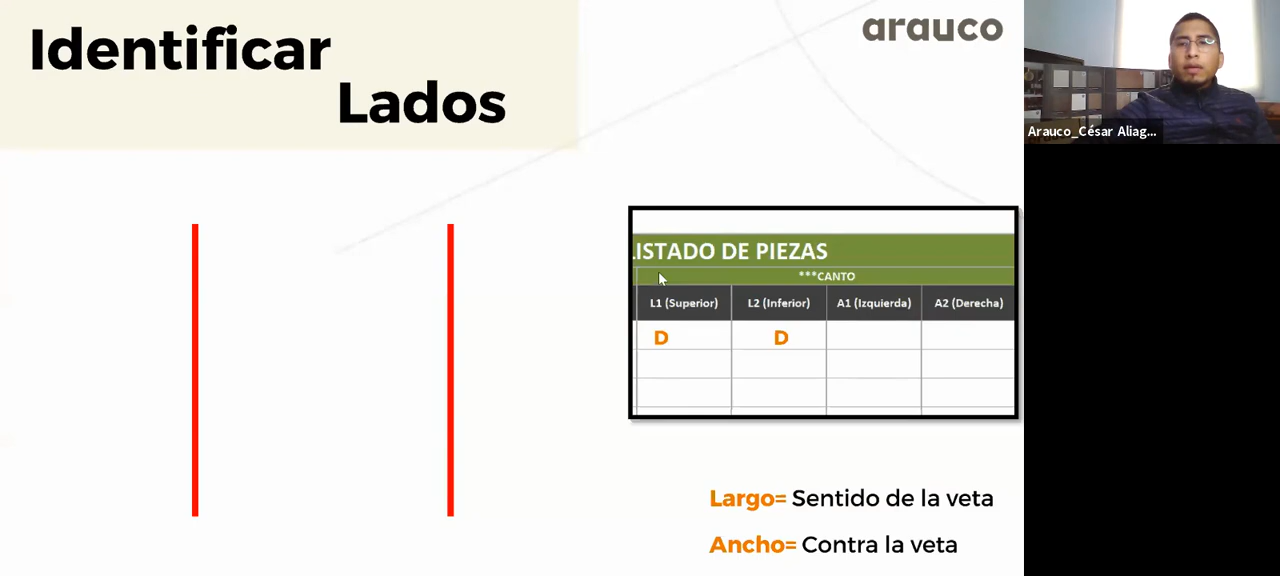 Identificar
Lados
arauco
Arauco_César Aliag...
LISTADO DE PIEZAS
***CANTO
L1 (Superior) L2 (Inferior) A1 (Izquierda) A2 (Derecha)
D D
Largo= Sentido de la veta
Ancho= Contra la veta